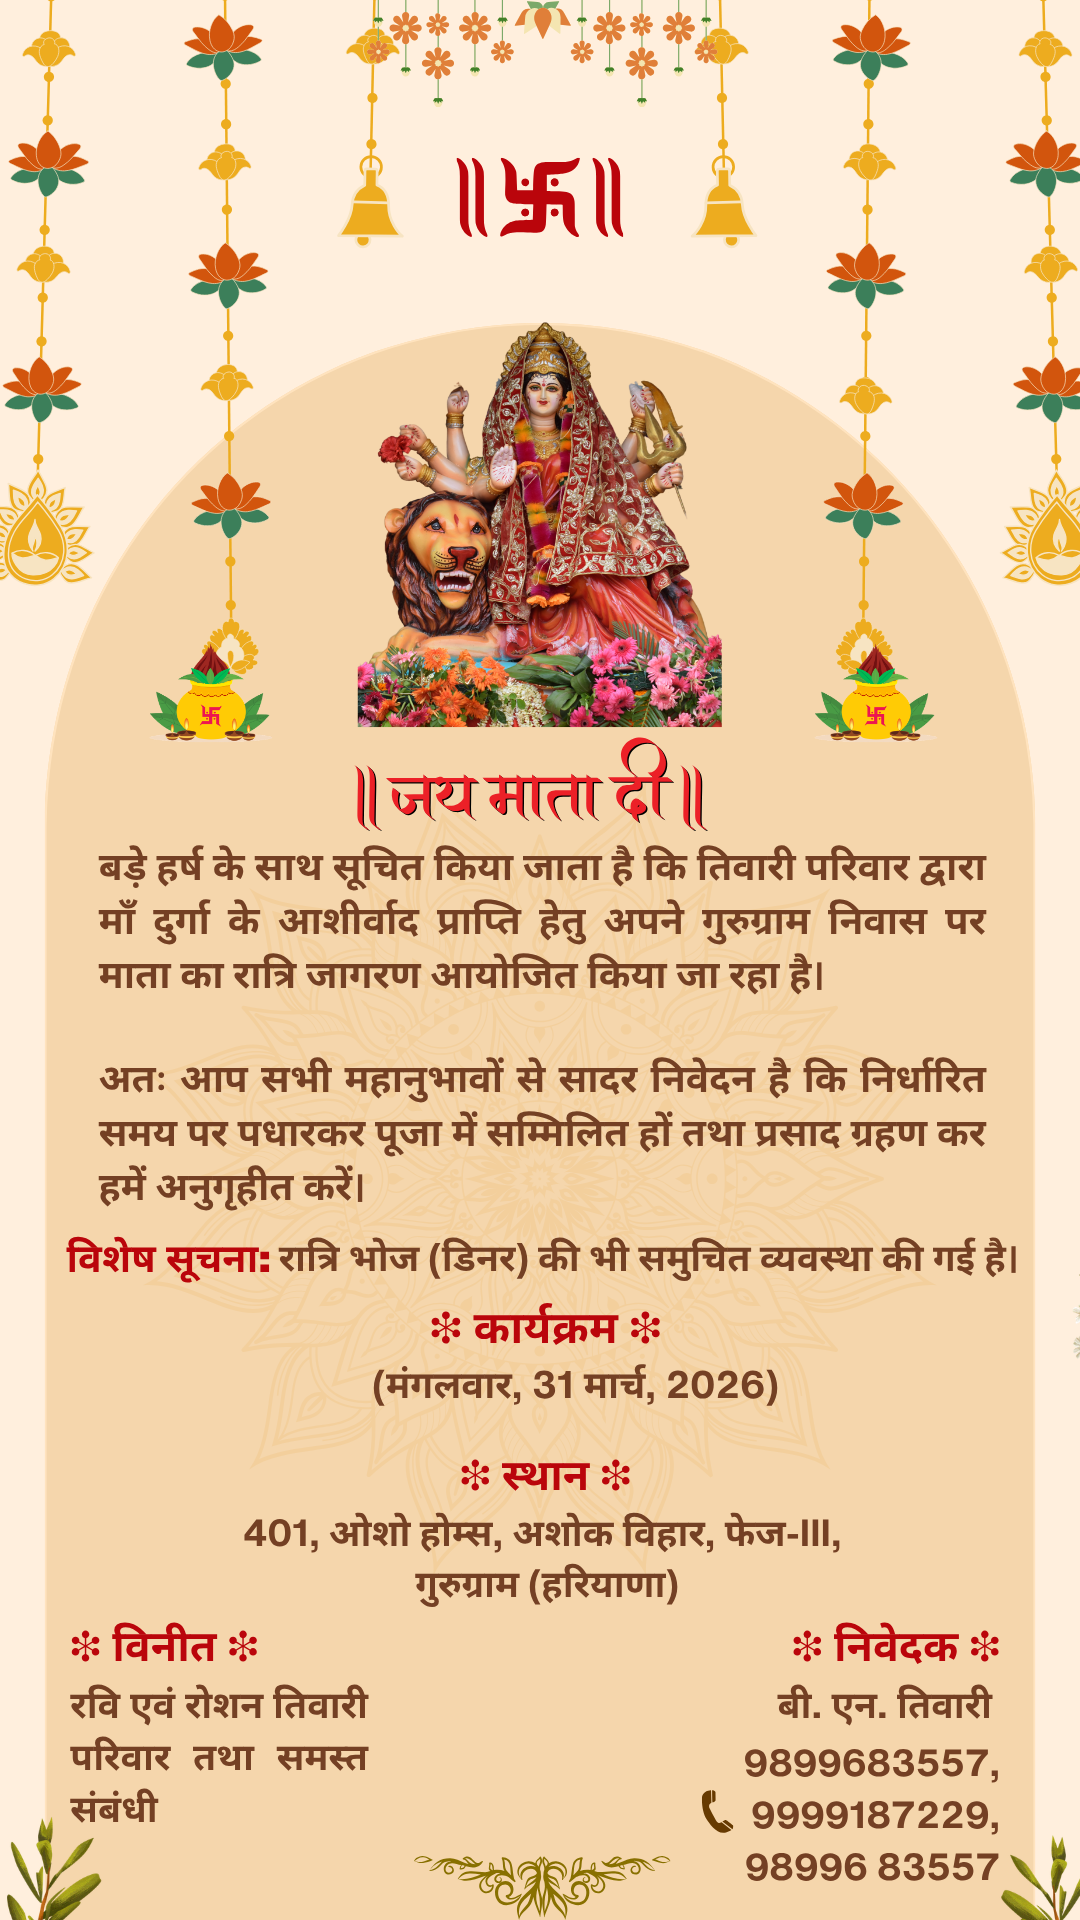 ॥ 卐 ॥
॥ जय माता दी ॥
बड़े हर्ष के साथ सूचित किया जाता है कि तिवारी परिवार द्वारा
माँ दुर्गा के आशीर्वाद प्राप्ति हेतु अपने गुरुग्राम निवास पर
माता का रात्रि जागरण आयोजित किया जा रहा है।
अतः आप सभी महानुभावों से सादर निवेदन है कि निर्धारित
समय पर पधारकर पूजा में सम्मिलित हों तथा प्रसाद ग्रहण कर
हमें अनुगृहीत करें।
विशेष सूचना: रात्रि भोज (डिनर) की भी समुचित व्यवस्था की गई है।
❇ कार्यक्रम ❇
(मंगलवार, 31 मार्च, 2026)
❇ स्थान ❇
401, ओशो होम्स, अशोक विहार, फेज-III,
गुरुग्राम (हरियाणा)
❇ विनीत ❇
रवि एवं रोशन तिवारी
परिवार तथा समस्त
संबंधी
❇ निवेदक ❇
बी. एन. तिवारी
9899683557,
9999187229,
98996 83557